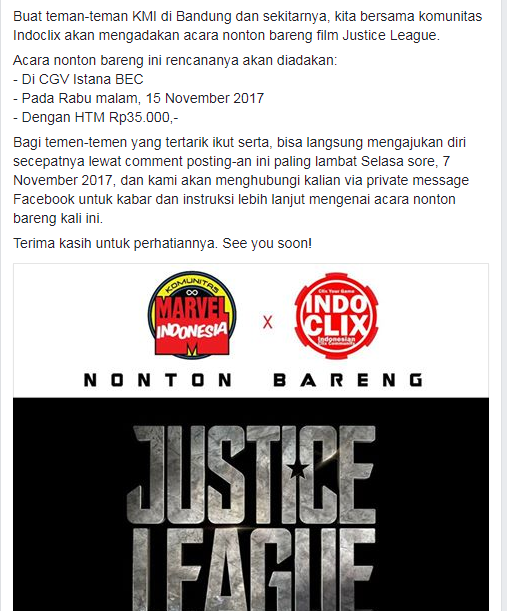 Buat teman-teman KMI di Bandung dan sekitarnya, kita bersama komunitas
Indoclix akan mengadakan acara nonton bareng film Justice League.
Acara nonton bareng ini rencananya akan diadakan:
- Di CGV Istana BEC
- Pada Rabu malam, 15 November 2017
- Dengan HTM Rp35.000,-
Bagi temen-temen yang tertarik ikut serta, bisa langsung mengajukan diri
secepatnya lewat comment posting-an ini paling lambat Selasa sore, 7
November 2017, dan kami akan menghubungi kalian via private message
Facebook untuk kabar dan instruksi lebih lanjut mengenai acara nonton
bareng kali ini.
Terima kasih untuk perhatiannya. See you soon!
KOMUNITAS
MARVEL
INDONESIA
M
X
Clix Your Game
INDO
CLIX
Indonesian
Clix Community
NONTON BARENG
JUSTICE
LEAGUE